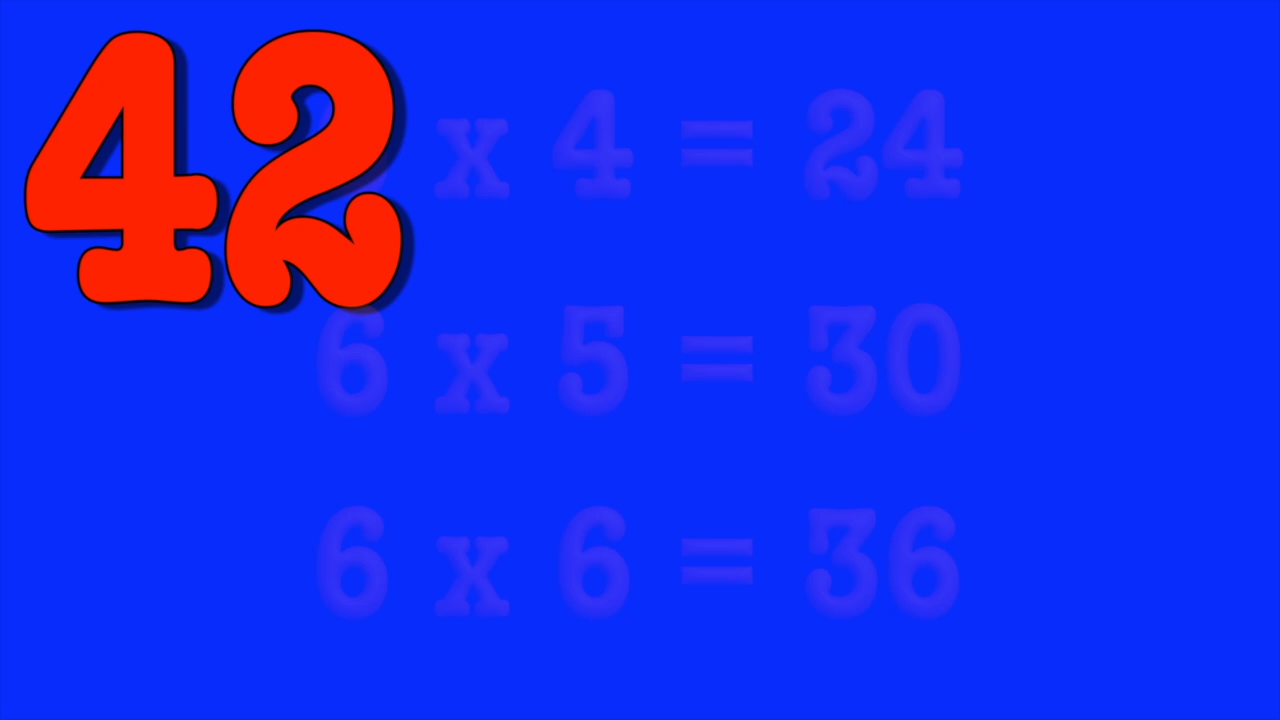 42
x 4 = 24
6 x 5 = 30
6 x 6 = 36